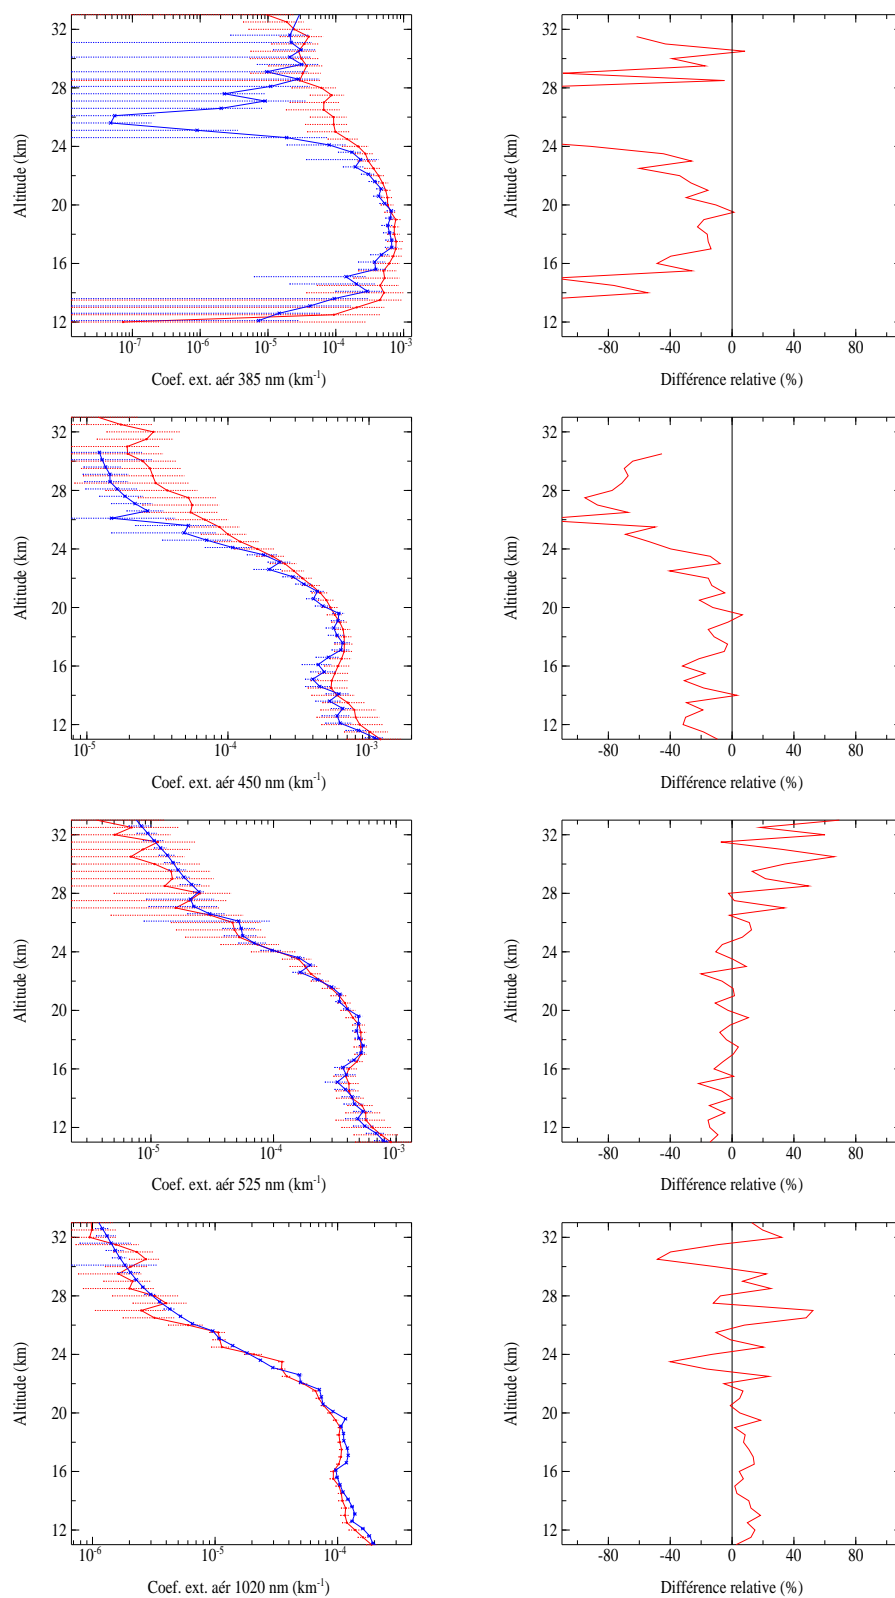 32
28
24
20
16
12
Altitude (km)
10-7 10-6 10-5 10-4 10-3
Coef. ext. aér 385 nm (km-1)
32
28
24
20
16
12
Altitude (km)
-80 -40 0 40 80
Différence relative (%)
32
28
24
20
16
12
Altitude (km)
10-5 10-4 10-3
Coef. ext. aér 450 nm (km-1)
32
28
24
20
16
12
Altitude (km)
-80 -40 0 40 80
Différence relative (%)
32
28
24
20
16
12
Altitude (km)
10-5 10-4 10-3
Coef. ext. aér 525 nm (km-1)
32
28
24
20
16
12
Altitude (km)
-80 -40 0 40 80
Différence relative (%)
32
28
24
20
16
12
Altitude (km)
10-6 10-5 10-4
Coef. ext. aér 1020 nm (km-1)
32
28
24
20
16
12
Altitude (km)
-80 -40 0 40 80
Différence relative (%)